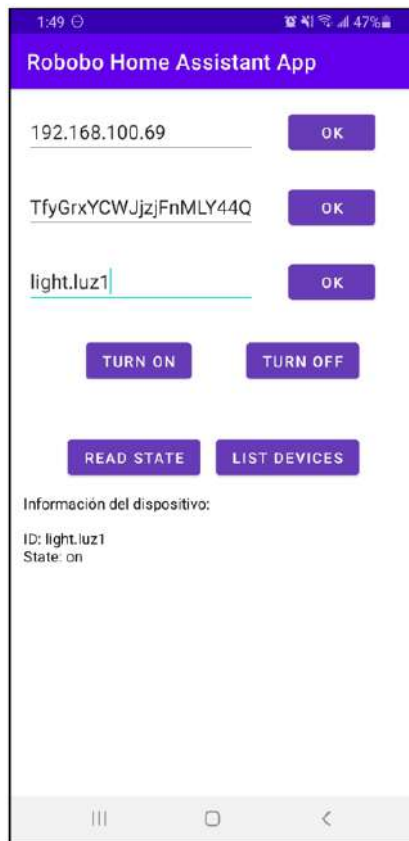 1:49 47%
Robobo Home Assistant App
192.168.100.69 OK
TfyGrxYCWJjzjFnMLY44Q OK
light.luz1 OK
TURN ON TURN OFF
READ STATE LIST DEVICES
Información del dispositivo:
ID: light.luz1
State: on